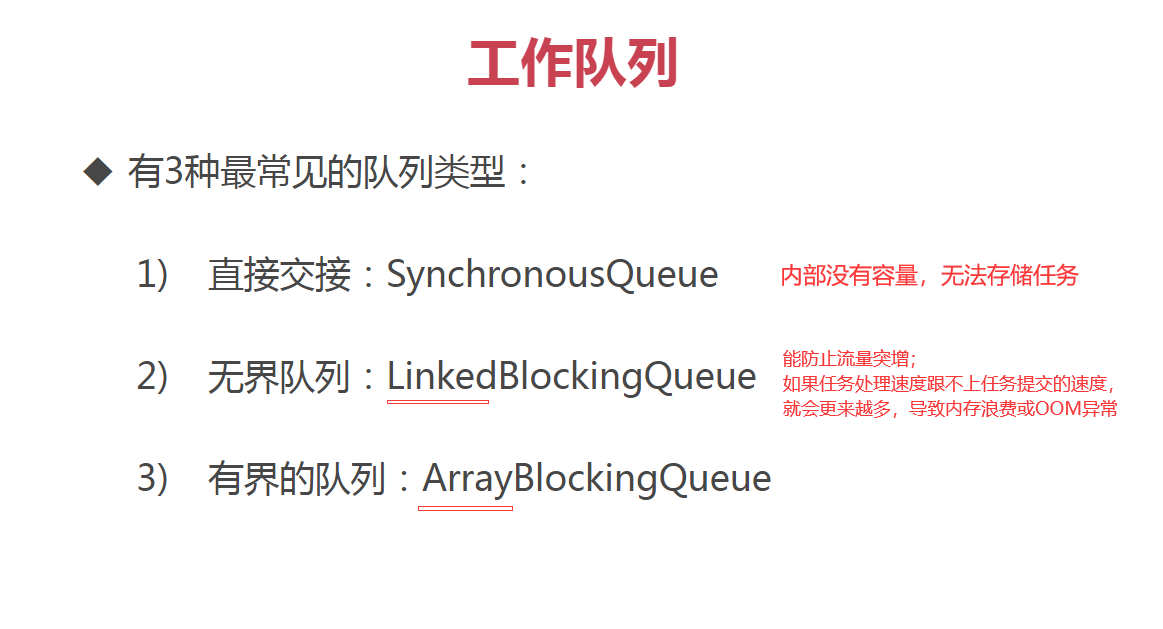 工作队列
◆ 有3种最常见的队列类型：
1) 直接交接：SynchronousQueue 内部没有容量，无法存储任务
2) 无界队列：LinkedBlockingQueue
能防止流量突增；
如果任务处理速度跟不上任务提交的速度，
就会更来越多，导致内存浪费或OOM异常
3) 有界的队列：ArrayBlockingQueue